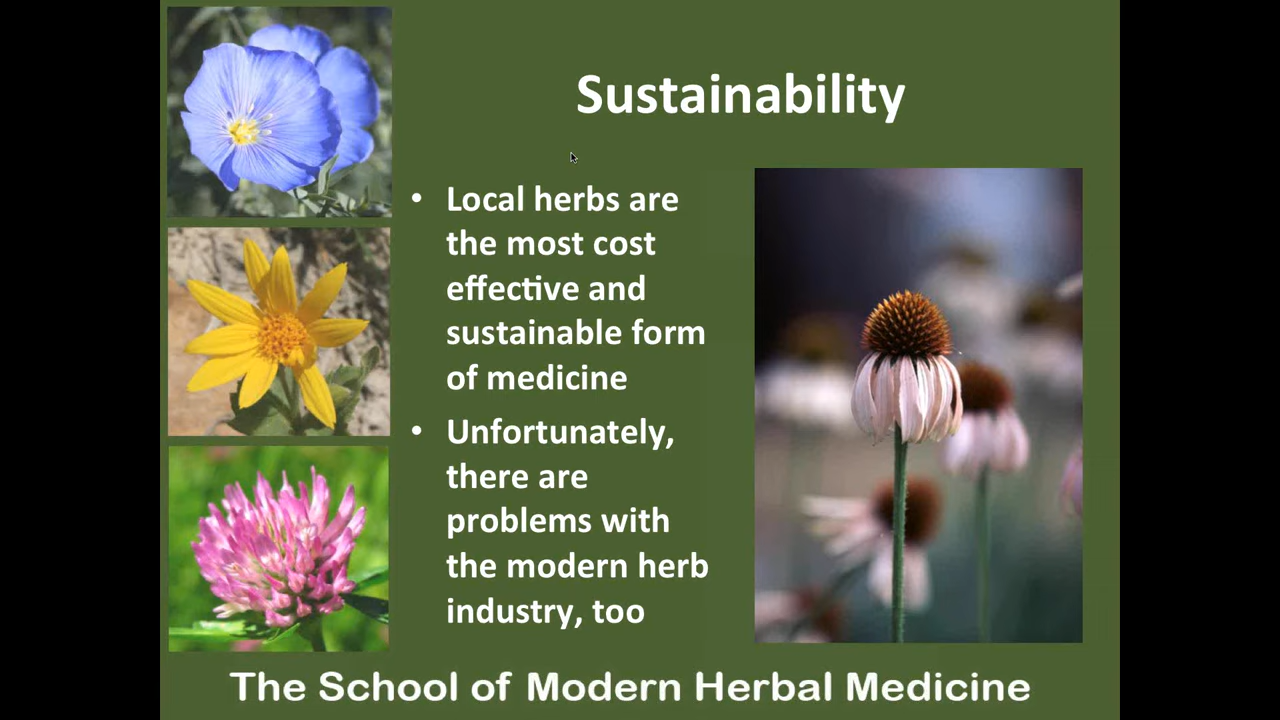 Sustainability
• Local herbs are
the most cost
effective and
sustainable form
of medicine
• Unfortunately,
there are
problems with
the modern herb
industry, too
The School of Modern Herbal Medicine